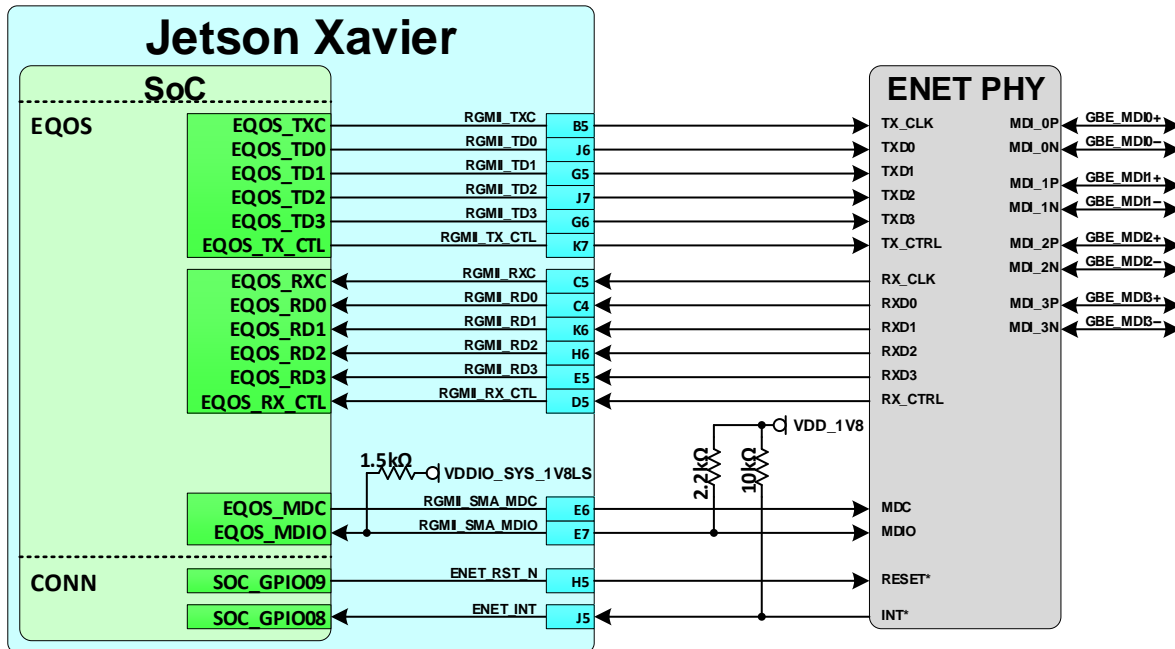 Jetson Xavier
SoC
ENET PHY
EQOS
EQOS_TXC RGMII_TXC B5 TX_CLK MDI_0P GBE_MDI0+
EQOS_TD0 RGMII_TD0 J6 TXD0 MDI_0N GBE_MDI0−
EQOS_TD1 RGMII_TD1 G5 TXD1 MDI_1P GBE_MDI1+
EQOS_TD2 RGMII_TD2 J7 TXD2 MDI_1N GBE_MDI1−
EQOS_TD3 RGMII_TD3 G6 TXD3
EQOS_TX_CTL RGMII_TX_CTL K7 TX_CTRL MDI_2P GBE_MDI2+
MDI_2N GBE_MDI2−
EQOS_RXC RGMII_RXC C5 RX_CLK
EQOS_RD0 RGMII_RD0 C4 RXD0 MDI_3P GBE_MDI3+
EQOS_RD1 RGMII_RD1 K6 RXD1 MDI_3N GBE_MDI3−
EQOS_RD2 RGMII_RD2 H6 RXD2
EQOS_RD3 RGMII_RD3 E5 RXD3
EQOS_RX_CTL RGMII_RX_CTL D5 RX_CTRL
VDD_1V8
1.5kΩ
VDDIO_SYS_1V8LS
2.2kΩ
10kΩ
EQOS_MDC RGMII_SMA_MDC E6 MDC
EQOS_MDIO RGMII_SMA_MDIO E7 MDIO
CONN
SOC_GPIO09 ENET_RST_N H5 RESET*
SOC_GPIO08 ENET_INT J5 INT*